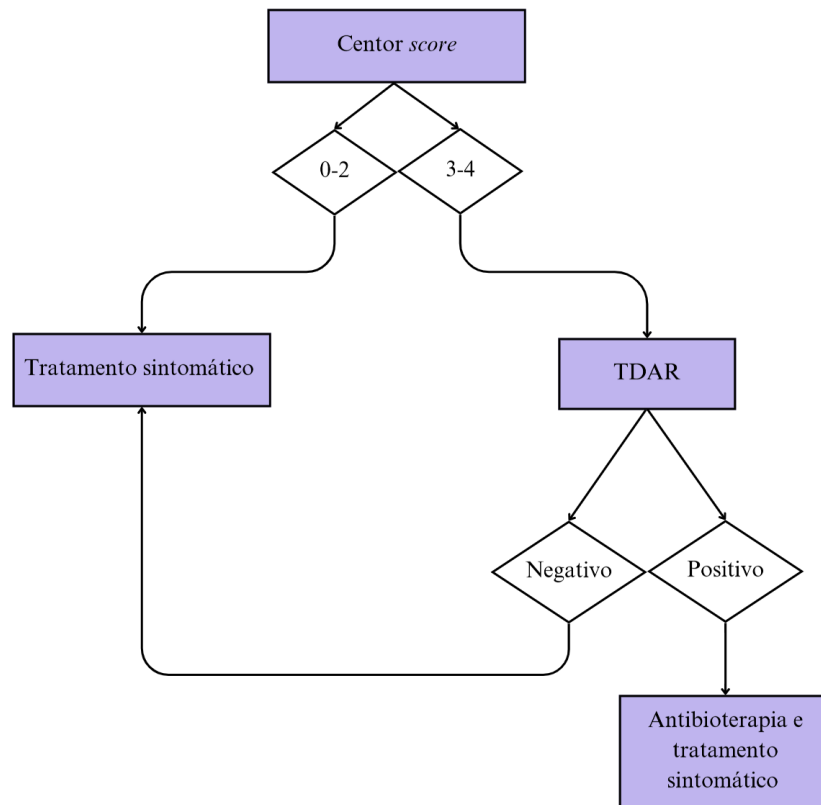 Centor score
0-2
3-4
Tratamento sintomático
TDAR
Negativo
Positivo
Antibioterapia e
tratamento
sintomático